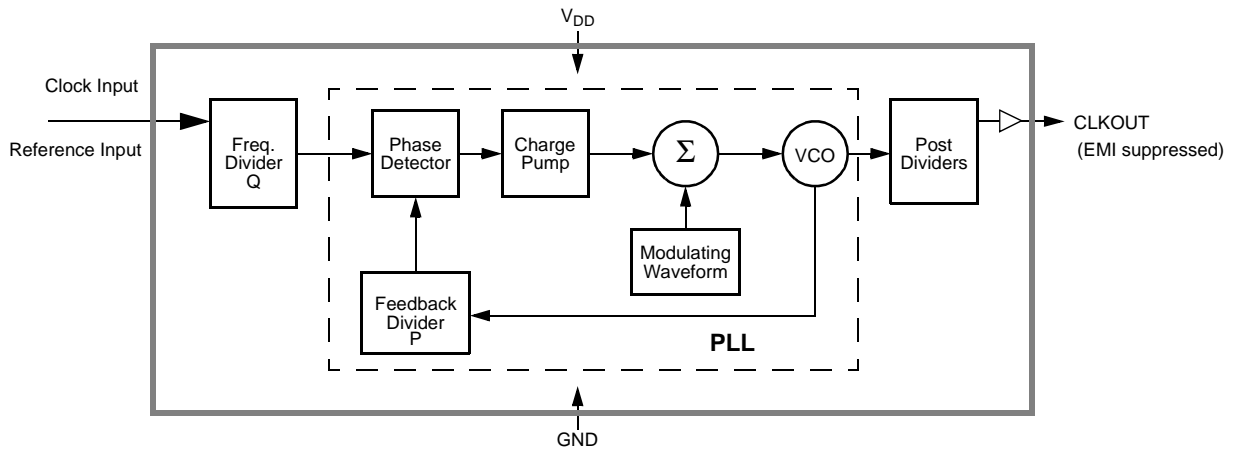 VDD
Clock Input
Reference Input
Freq.
Divider
Q
Phase
Detector
Charge
Pump
Σ
VCO
Post
Dividers
CLKOUT
(EMI suppressed)
Modulating
Waveform
Feedback
Divider
P
PLL
GND